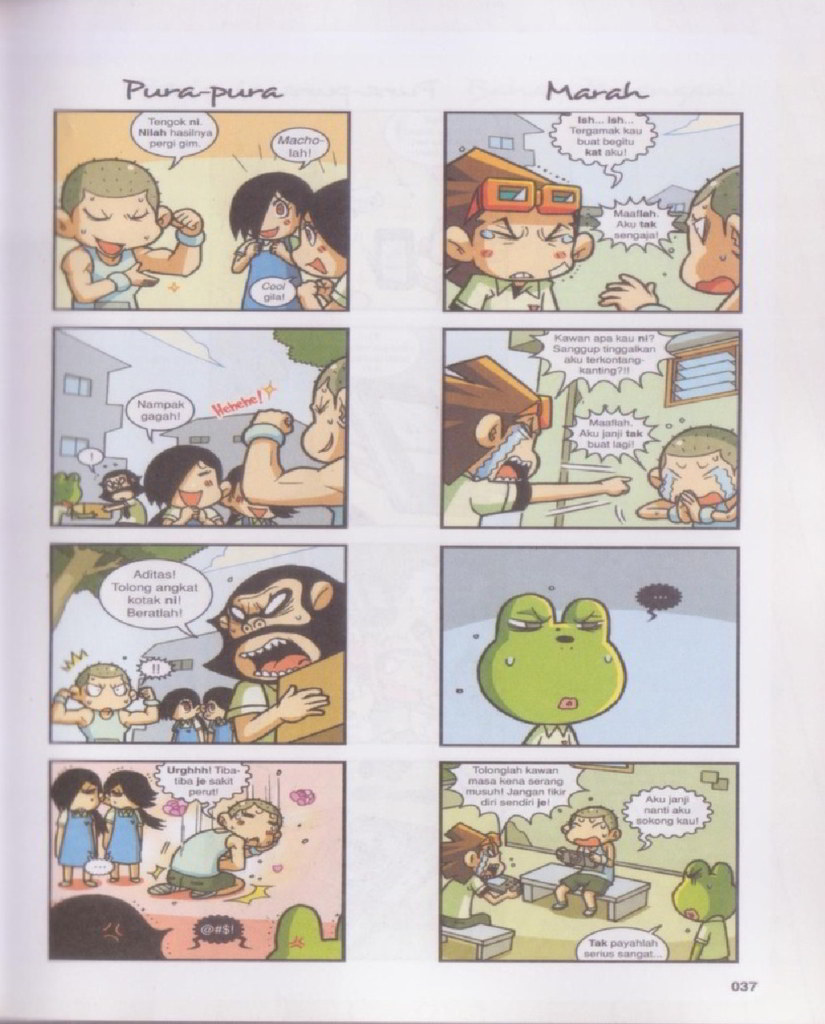 Pura-pura
Tengok ni.
Nilah hasilnya
pergi gim.
Macho-
lah!
Cool
gila!
Nampak
gagah!
Hehehe!
!
Aditas!
Tolong angkat
kotak ni!
Beratlah!
!!
Urghhh! Tiba-
tiba je sakit
perut!
...
@#$!
Marah
Ish... ish...
Tergamak kau
buat begitu
kat aku!
Maaflah.
Aku tak
sengaja!
Kawan apa kau ni?
Sanggup tinggalkan
aku terkontang-
kanting?!!
Maaflah.
Aku janji tak
buat lagi!
...
Tolonglah kawan
masa kena serang
musuh! Jangan fikir
diri sendiri je!
Aku janji
nanti aku
sokong kau!
Tak payahlah
serius sangat...
037